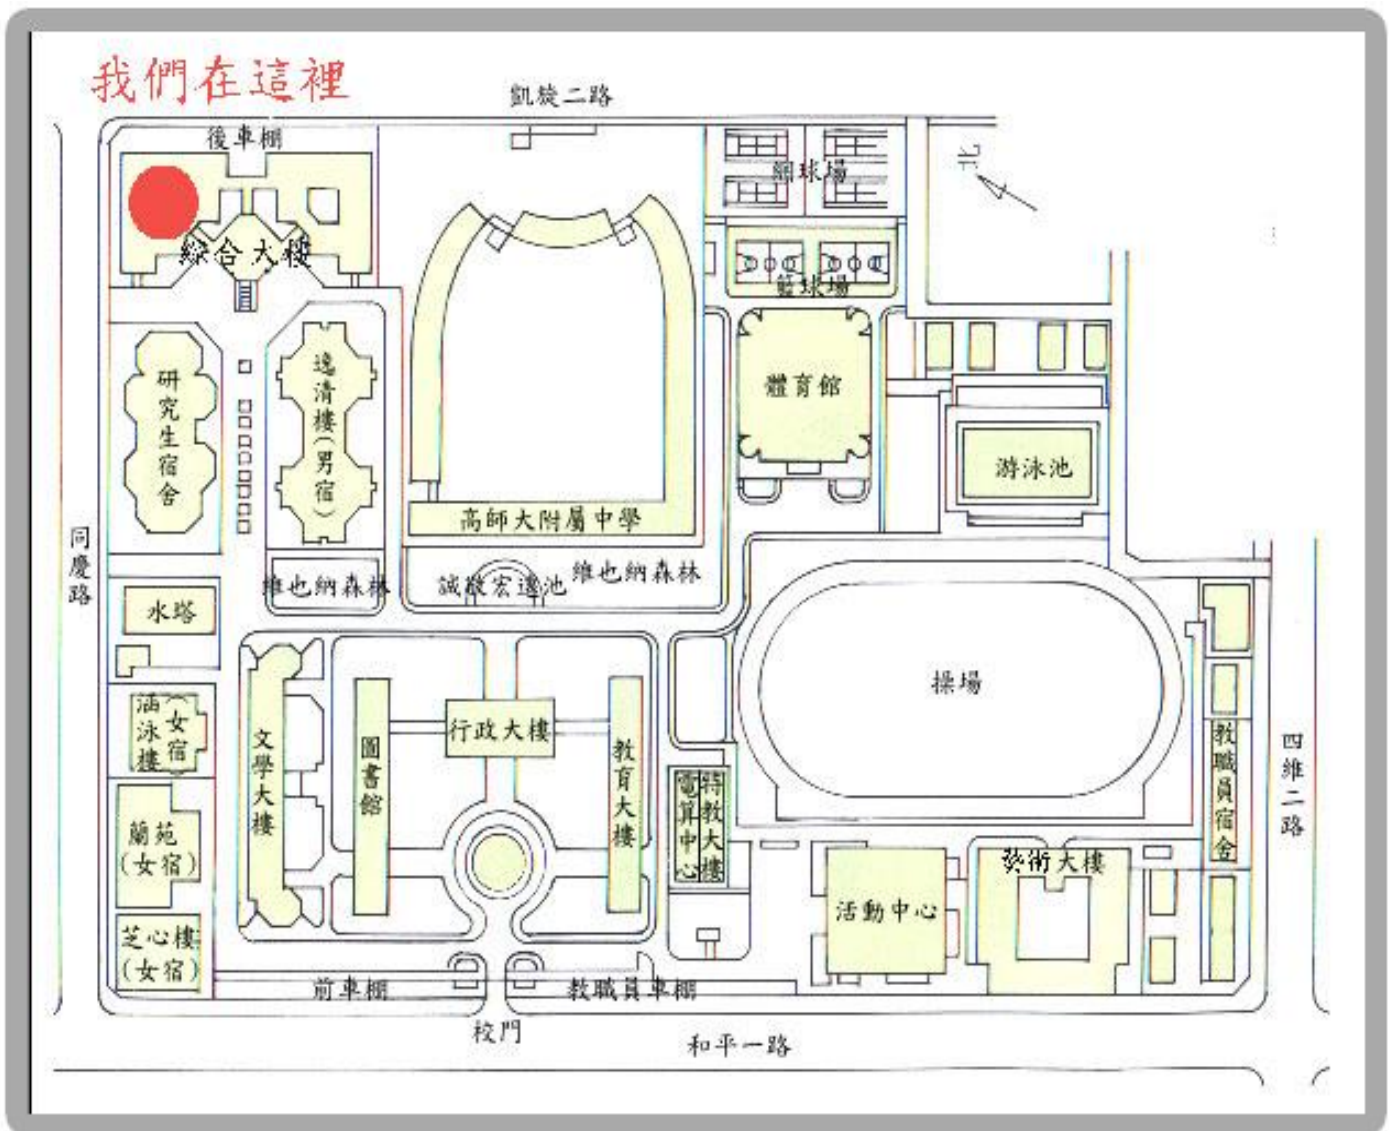 我們在這裡
凱旋二路
後車棚
北
網球場
綜合大樓
籃球場
研究生宿舍
逸清樓(男宿)
體育館
游泳池
高師大附屬中學
同慶路
維也納森林
誠敬宏遠池
維也納森林
水塔
操場
涵泳樓
(女宿)
文學大樓
圖書館
行政大樓
教育大樓
電算中心
特教大樓
教職員宿舍
四維二路
蘭苑
(女宿)
藝術大樓
活動中心
芝心樓
(女宿)
前車棚
教職員車棚
校門
和平一路